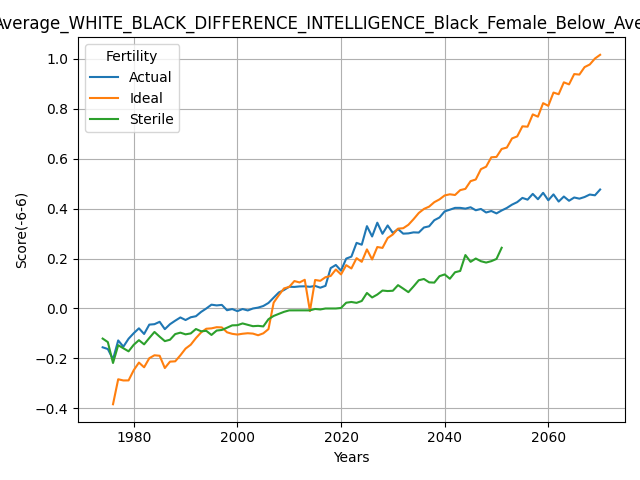 Average_WHITE_BLACK_DIFFERENCE_INTELLIGENCE_Black_Female_Below_Ave
Fertility
Actual
Ideal
Sterile
Score(-6-6)
1.0
0.8
0.6
0.4
0.2
0.0
−0.2
−0.4
1980 2000 2020 2040 2060
Years